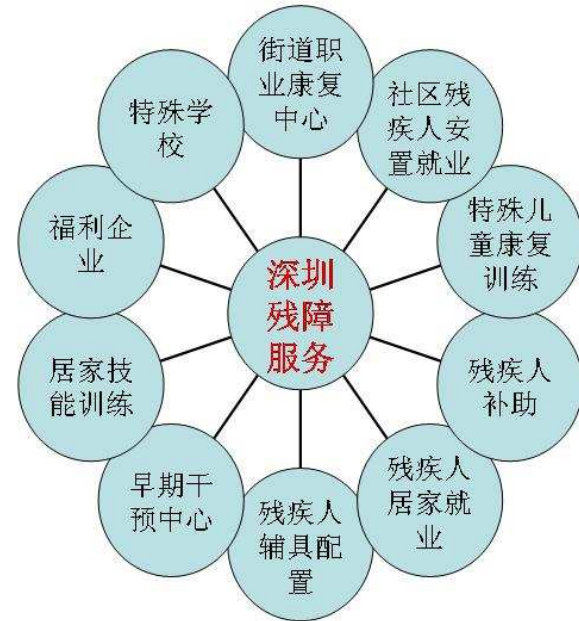 街道职
业康复
中心
社区残
疾人安
置就业
特殊儿
童康复
训练
残疾人
补助
残疾人
居家就
业
残疾人
辅具配
置
早期干
预中心
居家技
能训练
福利企
业
特殊学
校
深圳
残障
服务